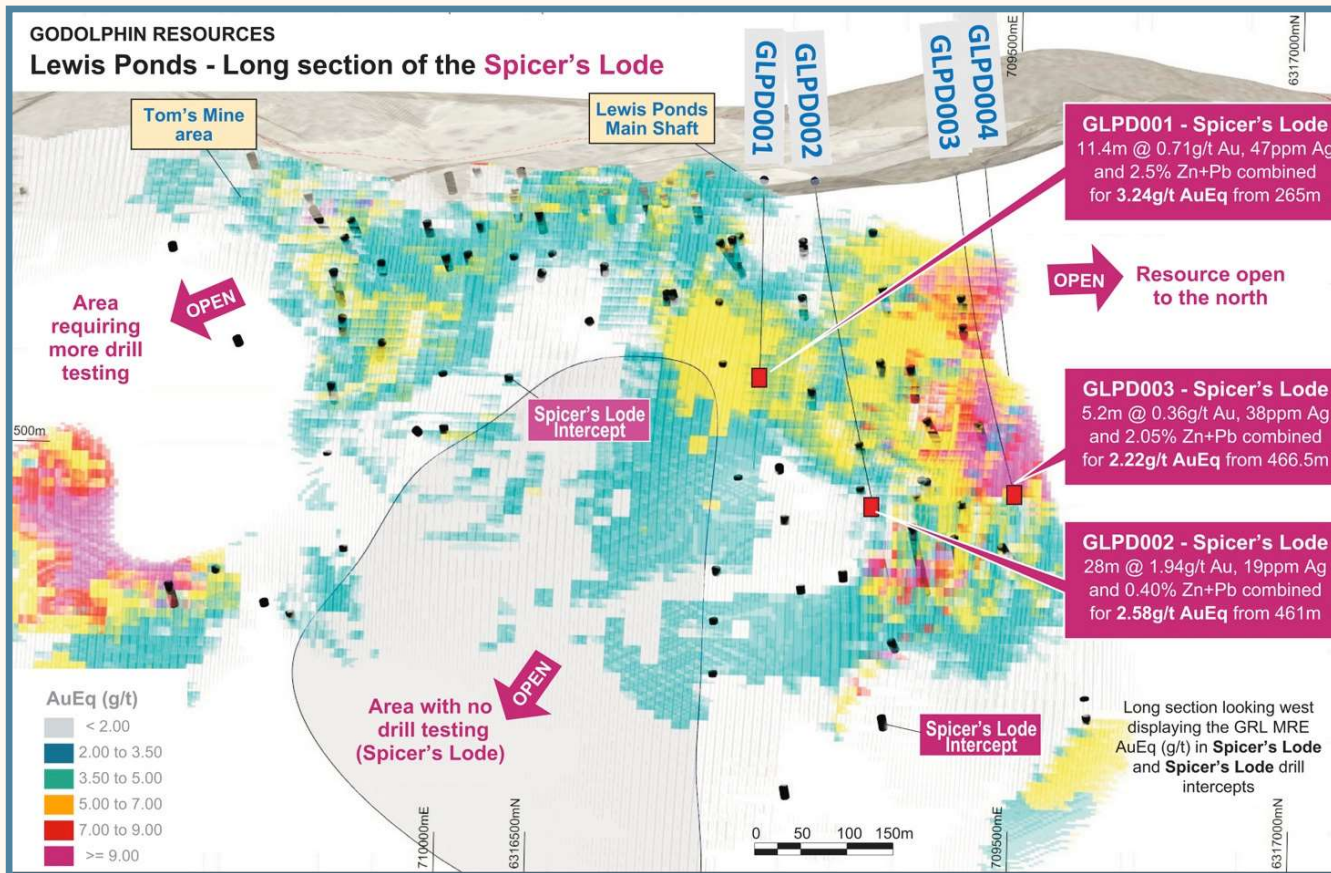 GODOLPHIN RESOURCES
Lewis Ponds - Long section of the Spicer's Lode
Tom's Mine
area
Lewis Ponds
Main Shaft
GLPD001
GLPD002
GLPD003
GLPD004
709500mE
6317000mN
GLPD001 - Spicer's Lode
11.4m @ 0.71g/t Au, 47ppm Ag
and 2.5% Zn+Pb combined
for 3.24g/t AuEq from 265m
OPEN
Resource open
to the north
OPEN
Area
requiring
more drill
testing
GLPD003 - Spicer's Lode
5.2m @ 0.36g/t Au, 38ppm Ag
and 2.05% Zn+Pb combined
for 2.22g/t AuEq from 466.5m
Spicer's Lode
Intercept
500m
GLPD002 - Spicer's Lode
28m @ 1.94g/t Au, 19ppm Ag
and 0.40% Zn+Pb combined
for 2.58g/t AuEq from 461m
OPEN
Area with no
drill testing
(Spicer's Lode)
Spicer's Lode
Intercept
Long section looking west
displaying the GRL MRE
AuEq (g/t) in Spicer's Lode
and Spicer's Lode drill
intercepts
AuEq (g/t)
< 2.00
2.00 to 3.50
3.50 to 5.00
5.00 to 7.00
7.00 to 9.00
>= 9.00
710000mE
6316500mN
0 50 100 150m
709500mE
6317000mN